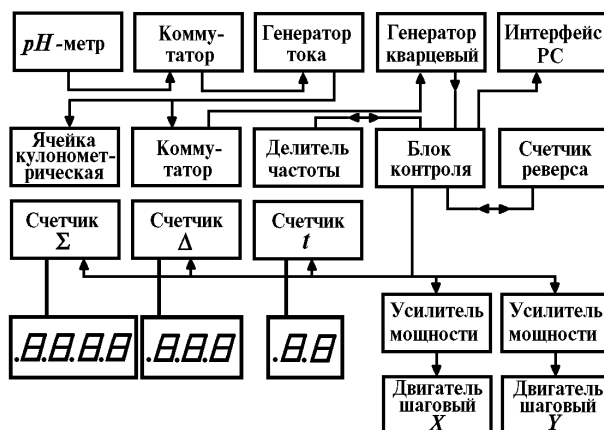 pH-метр
Комму-
татор
Генератор
тока
Генератор
кварцевый
Интерфейс
РС
Ячейка
кулономет-
рическая
Комму-
татор
Делитель
частоты
Блок
контроля
Счетчик
реверса
Счетчик
Σ
Счетчик
Δ
Счетчик
t
.8.8.8.8
.8.8.8
.8.8
Усилитель
мощности
Усилитель
мощности
Двигатель
шаговый
X
Двигатель
шаговый
Y